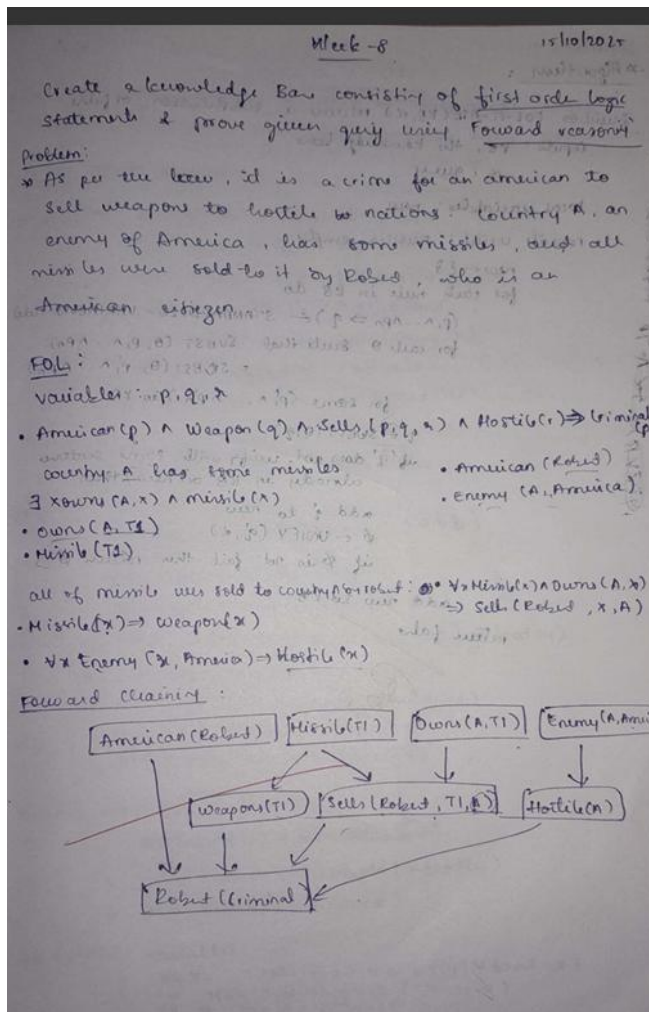 Week - 8 15/10/2025
Create a knowledge Base consisting of first order logic
statements & prove given query using Forward reasoning
Problem:
As per the law, it is a crime for an american to
sell weapons to hostile nations. Country A, an
enemy of America, has some missiles, and all
missiles were sold to it by Robert, who is an
American citizen
FOL:
variables: p, q, r
• American(p) ∧ Weapon(q) ∧ Sells(p, q, r) ∧ Hostile(r) ⇒ Criminal(p)
country A has some missiles
• American(Robert)
∃ x owns(A, x) ∧ missile(x)
• Enemy(A, America)
• owns(A, T1)
• Missile(T1)
all of missile was sold to country A by robert: • ∀x Missile(x) ∧ Owns(A, x)
⇒ Sells(Robert, x, A)
• Missile(x) ⇒ Weapon(x)
• ∀x Enemy(x, America) ⇒ Hostile(x)
Forward Chaining:
American(Robert) Missile(T1) Owns(A, T1) Enemy(A, Ameri
Weapons(T1) Sells(Robert, T1, A) Hostile(A)
Robert(Criminal)